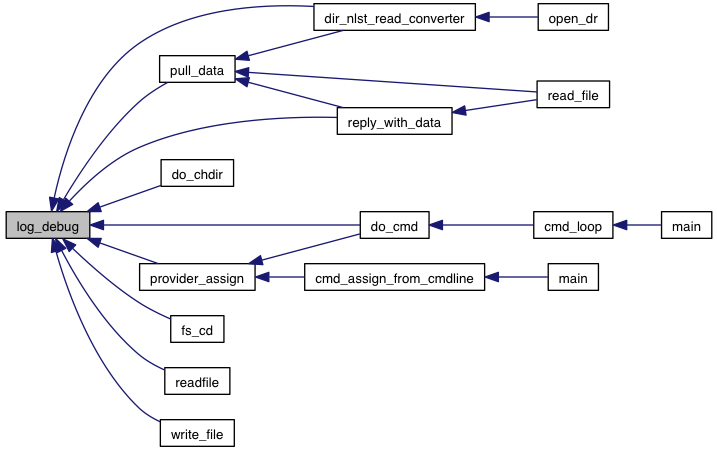 dir_nlst_read_converter
open_dr
pull_data
read_file
reply_with_data
do_chdir
log_debug
do_cmd
cmd_loop
main
provider_assign
cmd_assign_from_cmdline
main
fs_cd
readfile
write_file